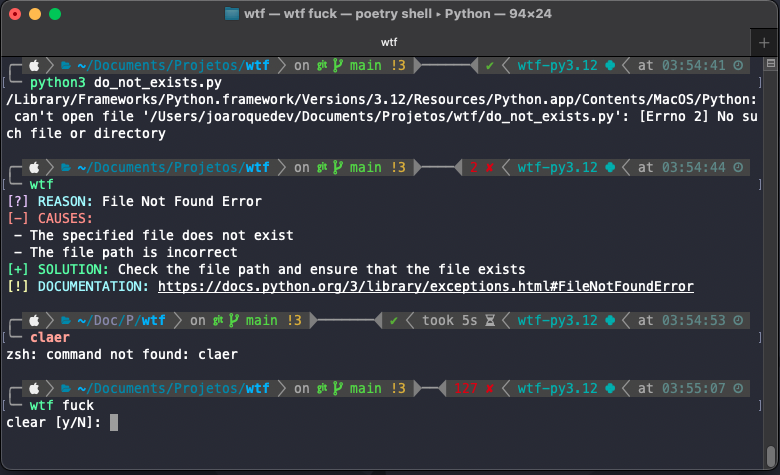 wtf — wtf fuck — poetry shell ▸ Python — 94×24
wtf
~/Documents/Projetos/wtf on git main !3 ✔ wtf-py3.12 at 03:54:41
python3 do_not_exists.py
/Library/Frameworks/Python.framework/Versions/3.12/Resources/Python.app/Contents/MacOS/Python:
can't open file '/Users/joaroquedev/Documents/Projetos/wtf/do_not_exists.py': [Errno 2] No su
ch file or directory
~/Documents/Projetos/wtf on git main !3 2 ✘ wtf-py3.12 at 03:54:44
wtf
[?] REASON: File Not Found Error
[-] CAUSES:
- The specified file does not exist
- The file path is incorrect
[+] SOLUTION: Check the file path and ensure that the file exists
[!] DOCUMENTATION: https://docs.python.org/3/library/exceptions.html#FileNotFoundError
~/Doc/P/wtf on git main !3 ✔ took 5s wtf-py3.12 at 03:54:53
claer
zsh: command not found: claer
~/Documents/Projetos/wtf on git main !3 127 ✘ wtf-py3.12 at 03:55:07
wtf fuck
clear [y/N]: